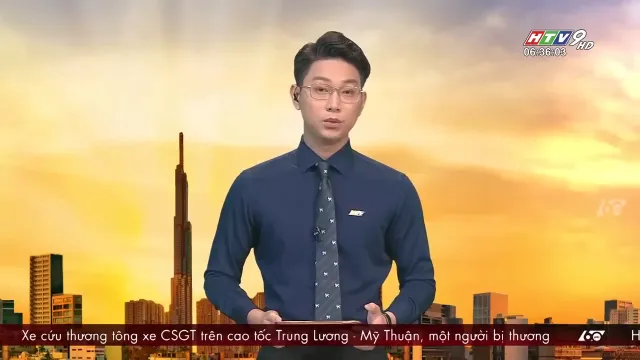 HTV9 HD
06:36:03
HTV
Xe cứu thương tông xe CSGT trên cao tốc Trung Lương - Mỹ Thuận, một người bị thương